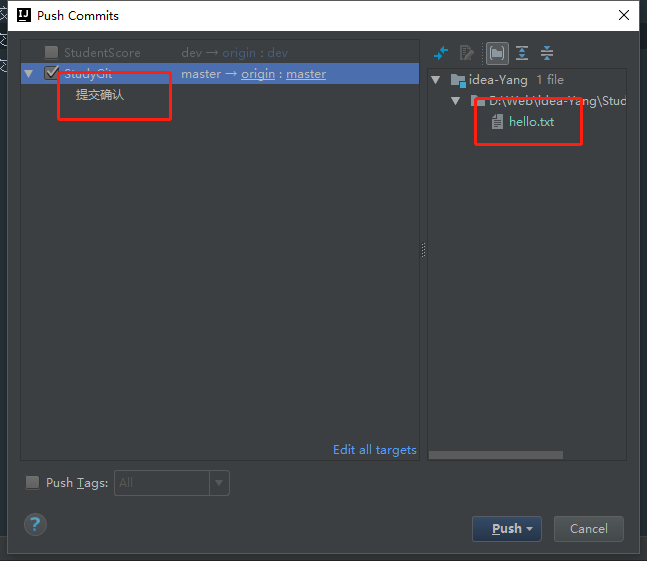 Push Commits
StudentScore dev → origin : dev
StudyGit master → origin : master
提交确认
idea-Yang 1 file
D:\Web\idea-Yang\Stud
hello.txt
Edit all targets
Push Tags: All
? Push Cancel